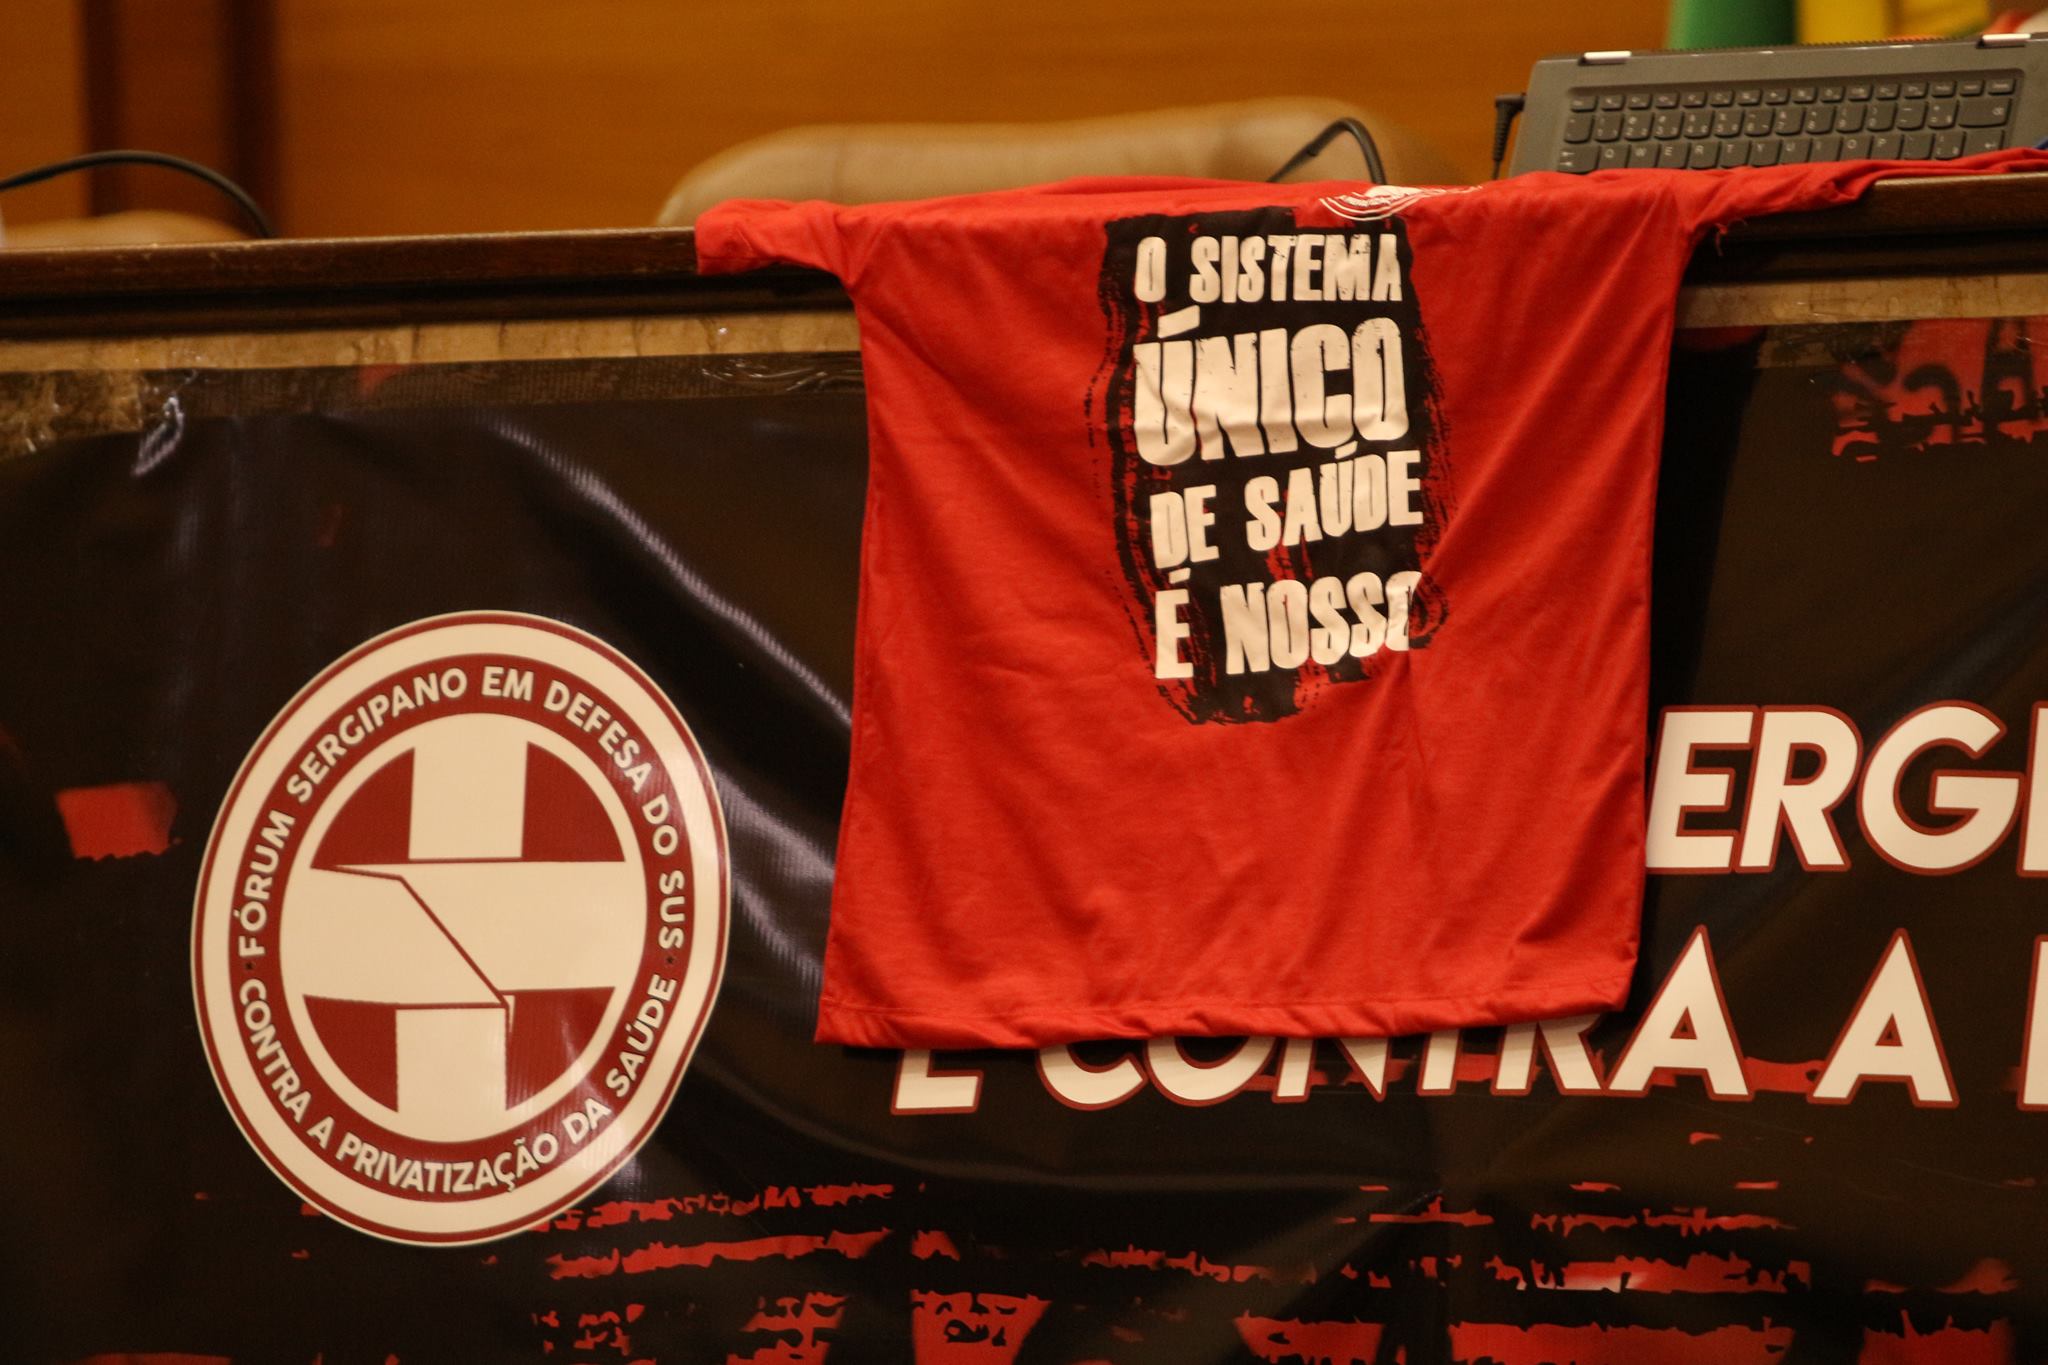 O SISTEMA
ÚNICO
DE SAÚDE
É NOSSO
FÓRUM SERGIPANO EM DEFESA DO SUS
CONTRA A PRIVATIZAÇÃO DA SAÚDE
ERG
E CONTRA A
Q W E R T Y U I O P